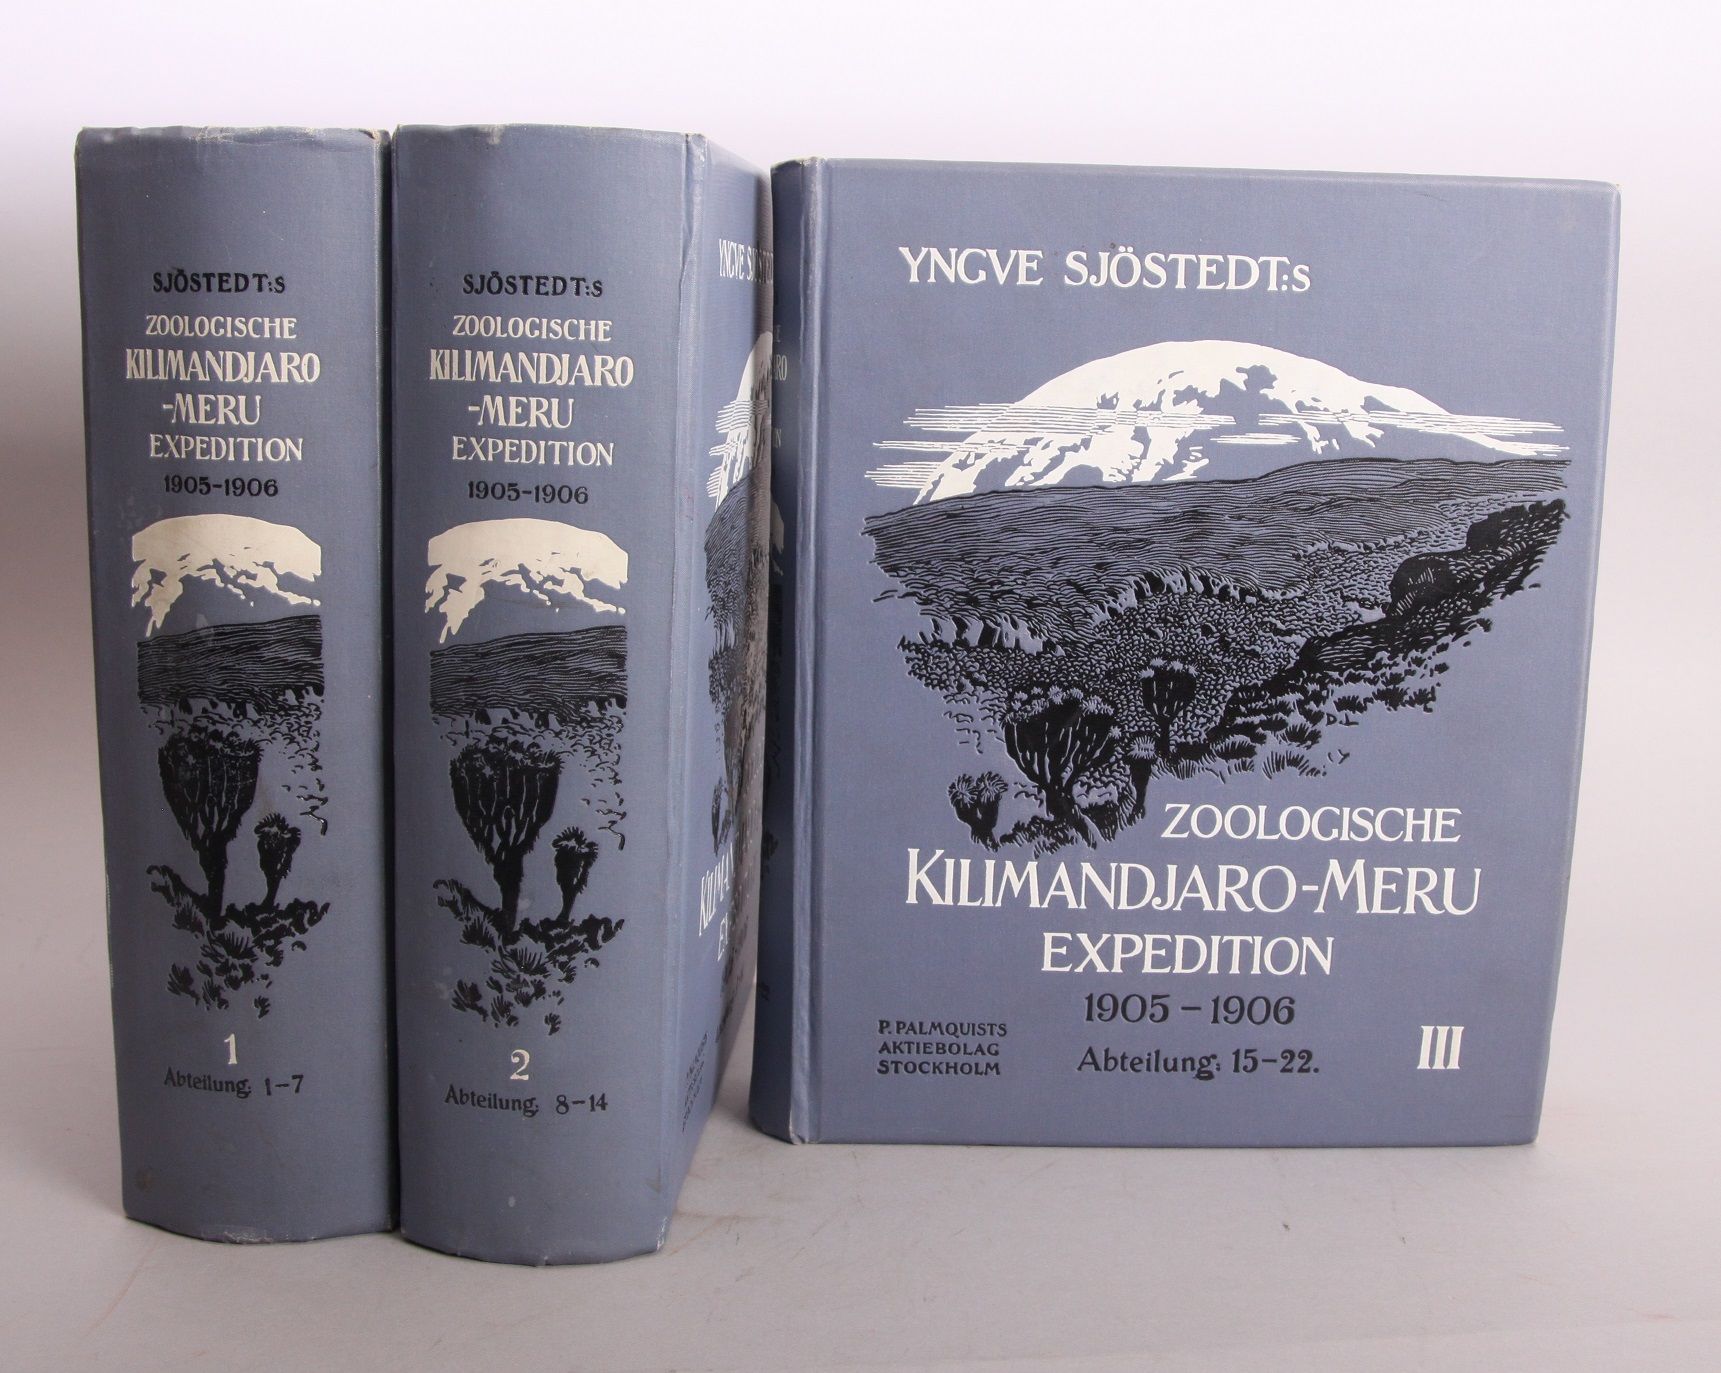 SJÖSTEDT:S
ZOOLOGISCHE
KILIMANDJARO
-MERU
EXPEDITION
1905-1906
1
Abteilung: 1-7
SJÖSTEDT:S
ZOOLOGISCHE
KILIMANDJARO
-MERU
EXPEDITION
1905-1906
2
Abteilung: 8-14
YNGVE
YNGVE SJÖSTEDT:S
ZOOLOGISCHE
KILIMANDJARO-MERU
EXPEDITION
1905-1906
P. PALMQUISTS
AKTIEBOLAG
STOCKHOLM
Abteilung: 15-22.
III